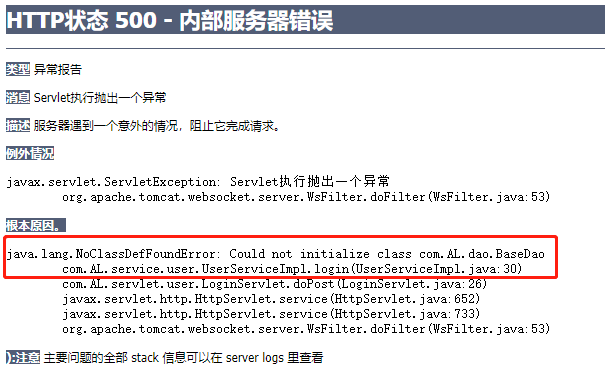 HTTP状态 500 - 内部服务器错误
类型 异常报告
消息 Servlet执行抛出一个异常
描述 服务器遇到一个意外的情况，阻止它完成请求。
例外情况
javax.servlet.ServletException: Servlet执行抛出一个异常
org.apache.tomcat.websocket.server.WsFilter.doFilter(WsFilter.java:53)
根本原因。
java.lang.NoClassDefFoundError: Could not initialize class com.AL.dao.BaseDao
com.AL.service.user.UserServiceImpl.login(UserServiceImpl.java:30)
com.AL.servlet.user.LoginServlet.doPost(LoginServlet.java:26)
javax.servlet.http.HttpServlet.service(HttpServlet.java:652)
javax.servlet.http.HttpServlet.service(HttpServlet.java:733)
org.apache.tomcat.websocket.server.WsFilter.doFilter(WsFilter.java:53)
):注意 主要问题的全部 stack 信息可以在 server logs 里查看